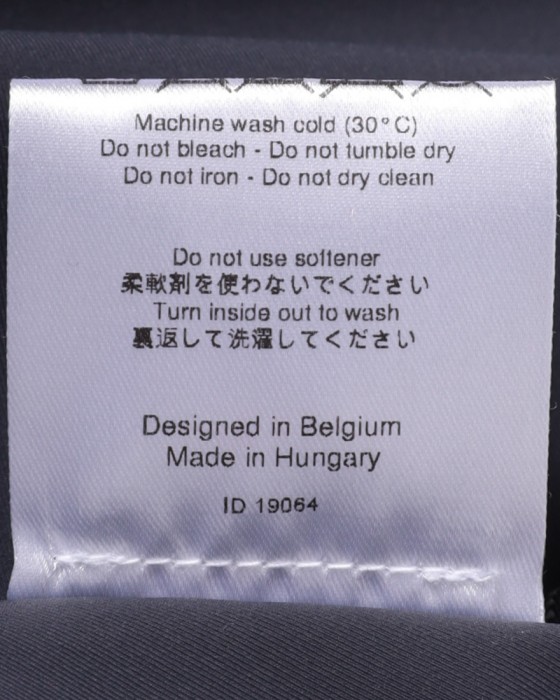 Machine wash cold (30°C)
Do not bleach - Do not tumble dry
Do not iron - Do not dry clean
Do not use softener
柔軟剤を使わないでください
Turn inside out to wash
裏返して洗濯してください
Designed in Belgium
Made in Hungary
ID 19064